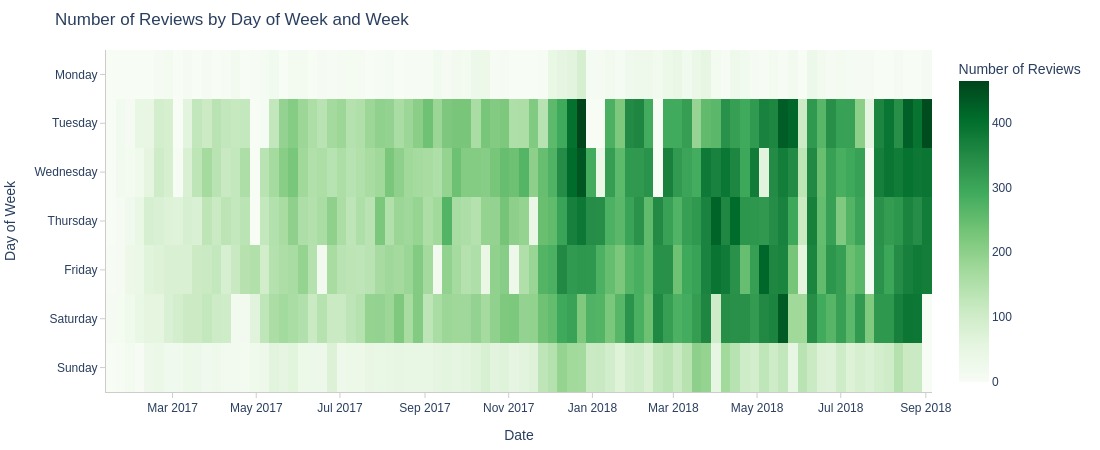 Number of Reviews by Day of Week and Week
Number of Reviews
Day of Week
Monday
Tuesday
Wednesday
Thursday
Friday
Saturday
Sunday
400
300
200
100
0
Mar 2017
May 2017
Jul 2017
Sep 2017
Nov 2017
Jan 2018
Mar 2018
May 2018
Jul 2018
Sep 2018
Date